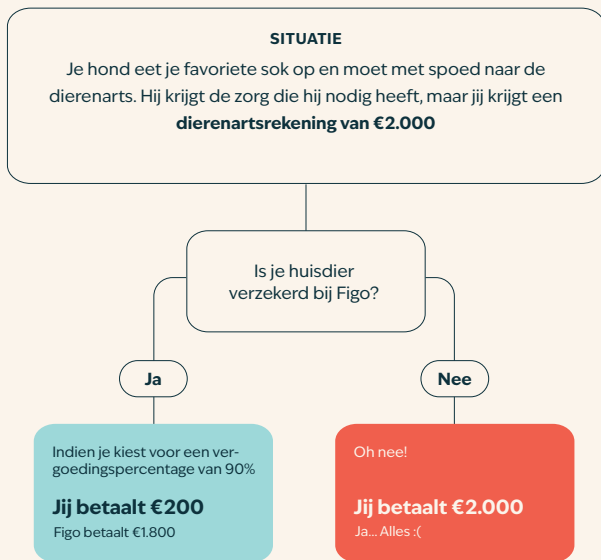 SITUATIE
Je hond eet je favoriete sok op en moet met spoed naar de
dierenarts. Hij krijgt de zorg die hij nodig heeft, maar jij krijgt een
dierenartsrekening van €2.000
Is je huisdier
verzekerd bij Figo?
Ja
Nee
Indien je kiest voor een ver-
goedingspercentage van 90%
Jij betaalt €200
Figo betaalt €1.800
Oh nee!
Jij betaalt €2.000
Ja... Alles :(